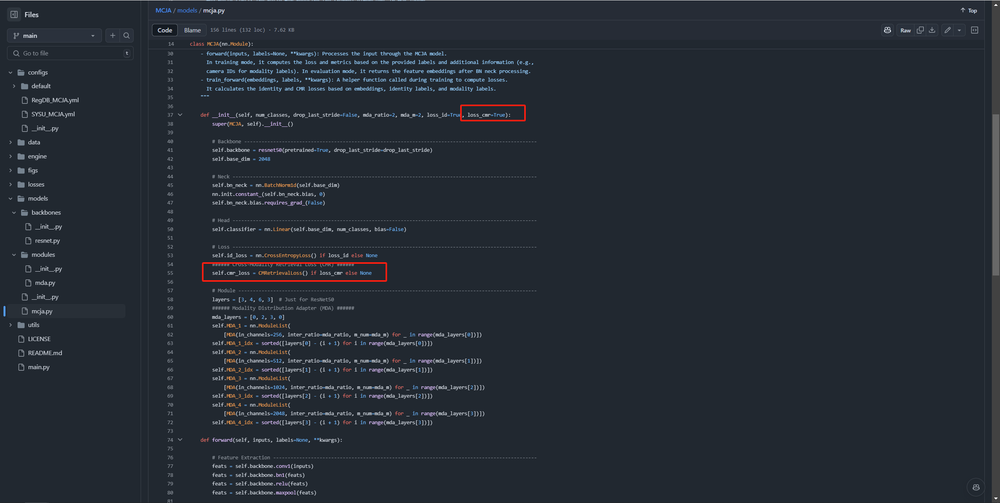 Files
main
Go to file
t
configs
default
RegDB_MCJA.yml
SYSU_MCJA.yml
__init__.py
data
engine
figs
losses
models
backbones
__init__.py
resnet.py
modules
__init__.py
mda.py
__init__.py
mcja.py
utils
LICENSE
README.md
main.py
MCJA / models / mcja.py
Top
Code Blame 156 lines (132 loc) · 7.62 KB
Raw
14 class MCJA(nn.Module):
30 - forward(inputs, labels=None, **kwargs): Processes the input through the MCJA model.
31 In training mode, it computes the loss and metrics based on the provided labels and additional information (e.g.,
32 camera IDs for modality labels). In evaluation mode, it returns the feature embeddings after BN neck processing.
33 - train_forward(embeddings, labels, **kwargs): A helper function called during training to compute losses.
34 It calculates the identity and CMR losses based on embeddings, identity labels, and modality labels.
35 """
36
37 def __init__(self, num_classes, drop_last_stride=False, mda_ratio=2, mda_m=2, loss_id=True, loss_cmr=True):
38 super(MCJA, self).__init__()
39
40 # Backbone -----------------------------------------------------------------------------------------------------
41 self.backbone = resnet50(pretrained=True, drop_last_stride=drop_last_stride)
42 self.base_dim = 2048
43
44 # Neck ---------------------------------------------------------------------------------------------------------
45 self.bn_neck = nn.BatchNorm1d(self.base_dim)
46 nn.init.constant_(self.bn_neck.bias, 0)
47 self.bn_neck.bias.requires_grad_(False)
48
49 # Head ---------------------------------------------------------------------------------------------------------
50 self.classifier = nn.Linear(self.base_dim, num_classes, bias=False)
51
52 # Loss ---------------------------------------------------------------------------------------------------------
53 self.id_loss = nn.CrossEntropyLoss() if loss_id else None
54 ###### Cross-Modality Retrieval Loss (CMR) ######
55 self.cmr_loss = CMRetrievalLoss() if loss_cmr else None
56
57 # Module -------------------------------------------------------------------------------------------------------
58 layers = [3, 4, 6, 3]  # Just for ResNet50
59 ###### Modality Distribution Adapter (MDA) ######
60 mda_layers = [0, 2, 3, 0]
61 self.MDA_1 = nn.ModuleList(
62 [MDA(in_channels=256, inter_ratio=mda_ratio, m_num=mda_m) for _ in range(mda_layers[0])])
63 self.MDA_1_idx = sorted([layers[0] - (i + 1) for i in range(mda_layers[0])])
64 self.MDA_2 = nn.ModuleList(
65 [MDA(in_channels=512, inter_ratio=mda_ratio, m_num=mda_m) for _ in range(mda_layers[1])])
66 self.MDA_2_idx = sorted([layers[1] - (i + 1) for i in range(mda_layers[1])])
67 self.MDA_3 = nn.ModuleList(
68 [MDA(in_channels=1024, inter_ratio=mda_ratio, m_num=mda_m) for _ in range(mda_layers[2])])
69 self.MDA_3_idx = sorted([layers[2] - (i + 1) for i in range(mda_layers[2])])
70 self.MDA_4 = nn.ModuleList(
71 [MDA(in_channels=2048, inter_ratio=mda_ratio, m_num=mda_m) for _ in range(mda_layers[3])])
72 self.MDA_4_idx = sorted([layers[3] - (i + 1) for i in range(mda_layers[3])])
73
74 def forward(self, inputs, labels=None, **kwargs):
75
76 # Feature Extraction -------------------------------------------------------------------------------------------
77 feats = self.backbone.conv1(inputs)
78 feats = self.backbone.bn1(feats)
79 feats = self.backbone.relu(feats)
80 feats = self.backbone.maxpool(feats)
81